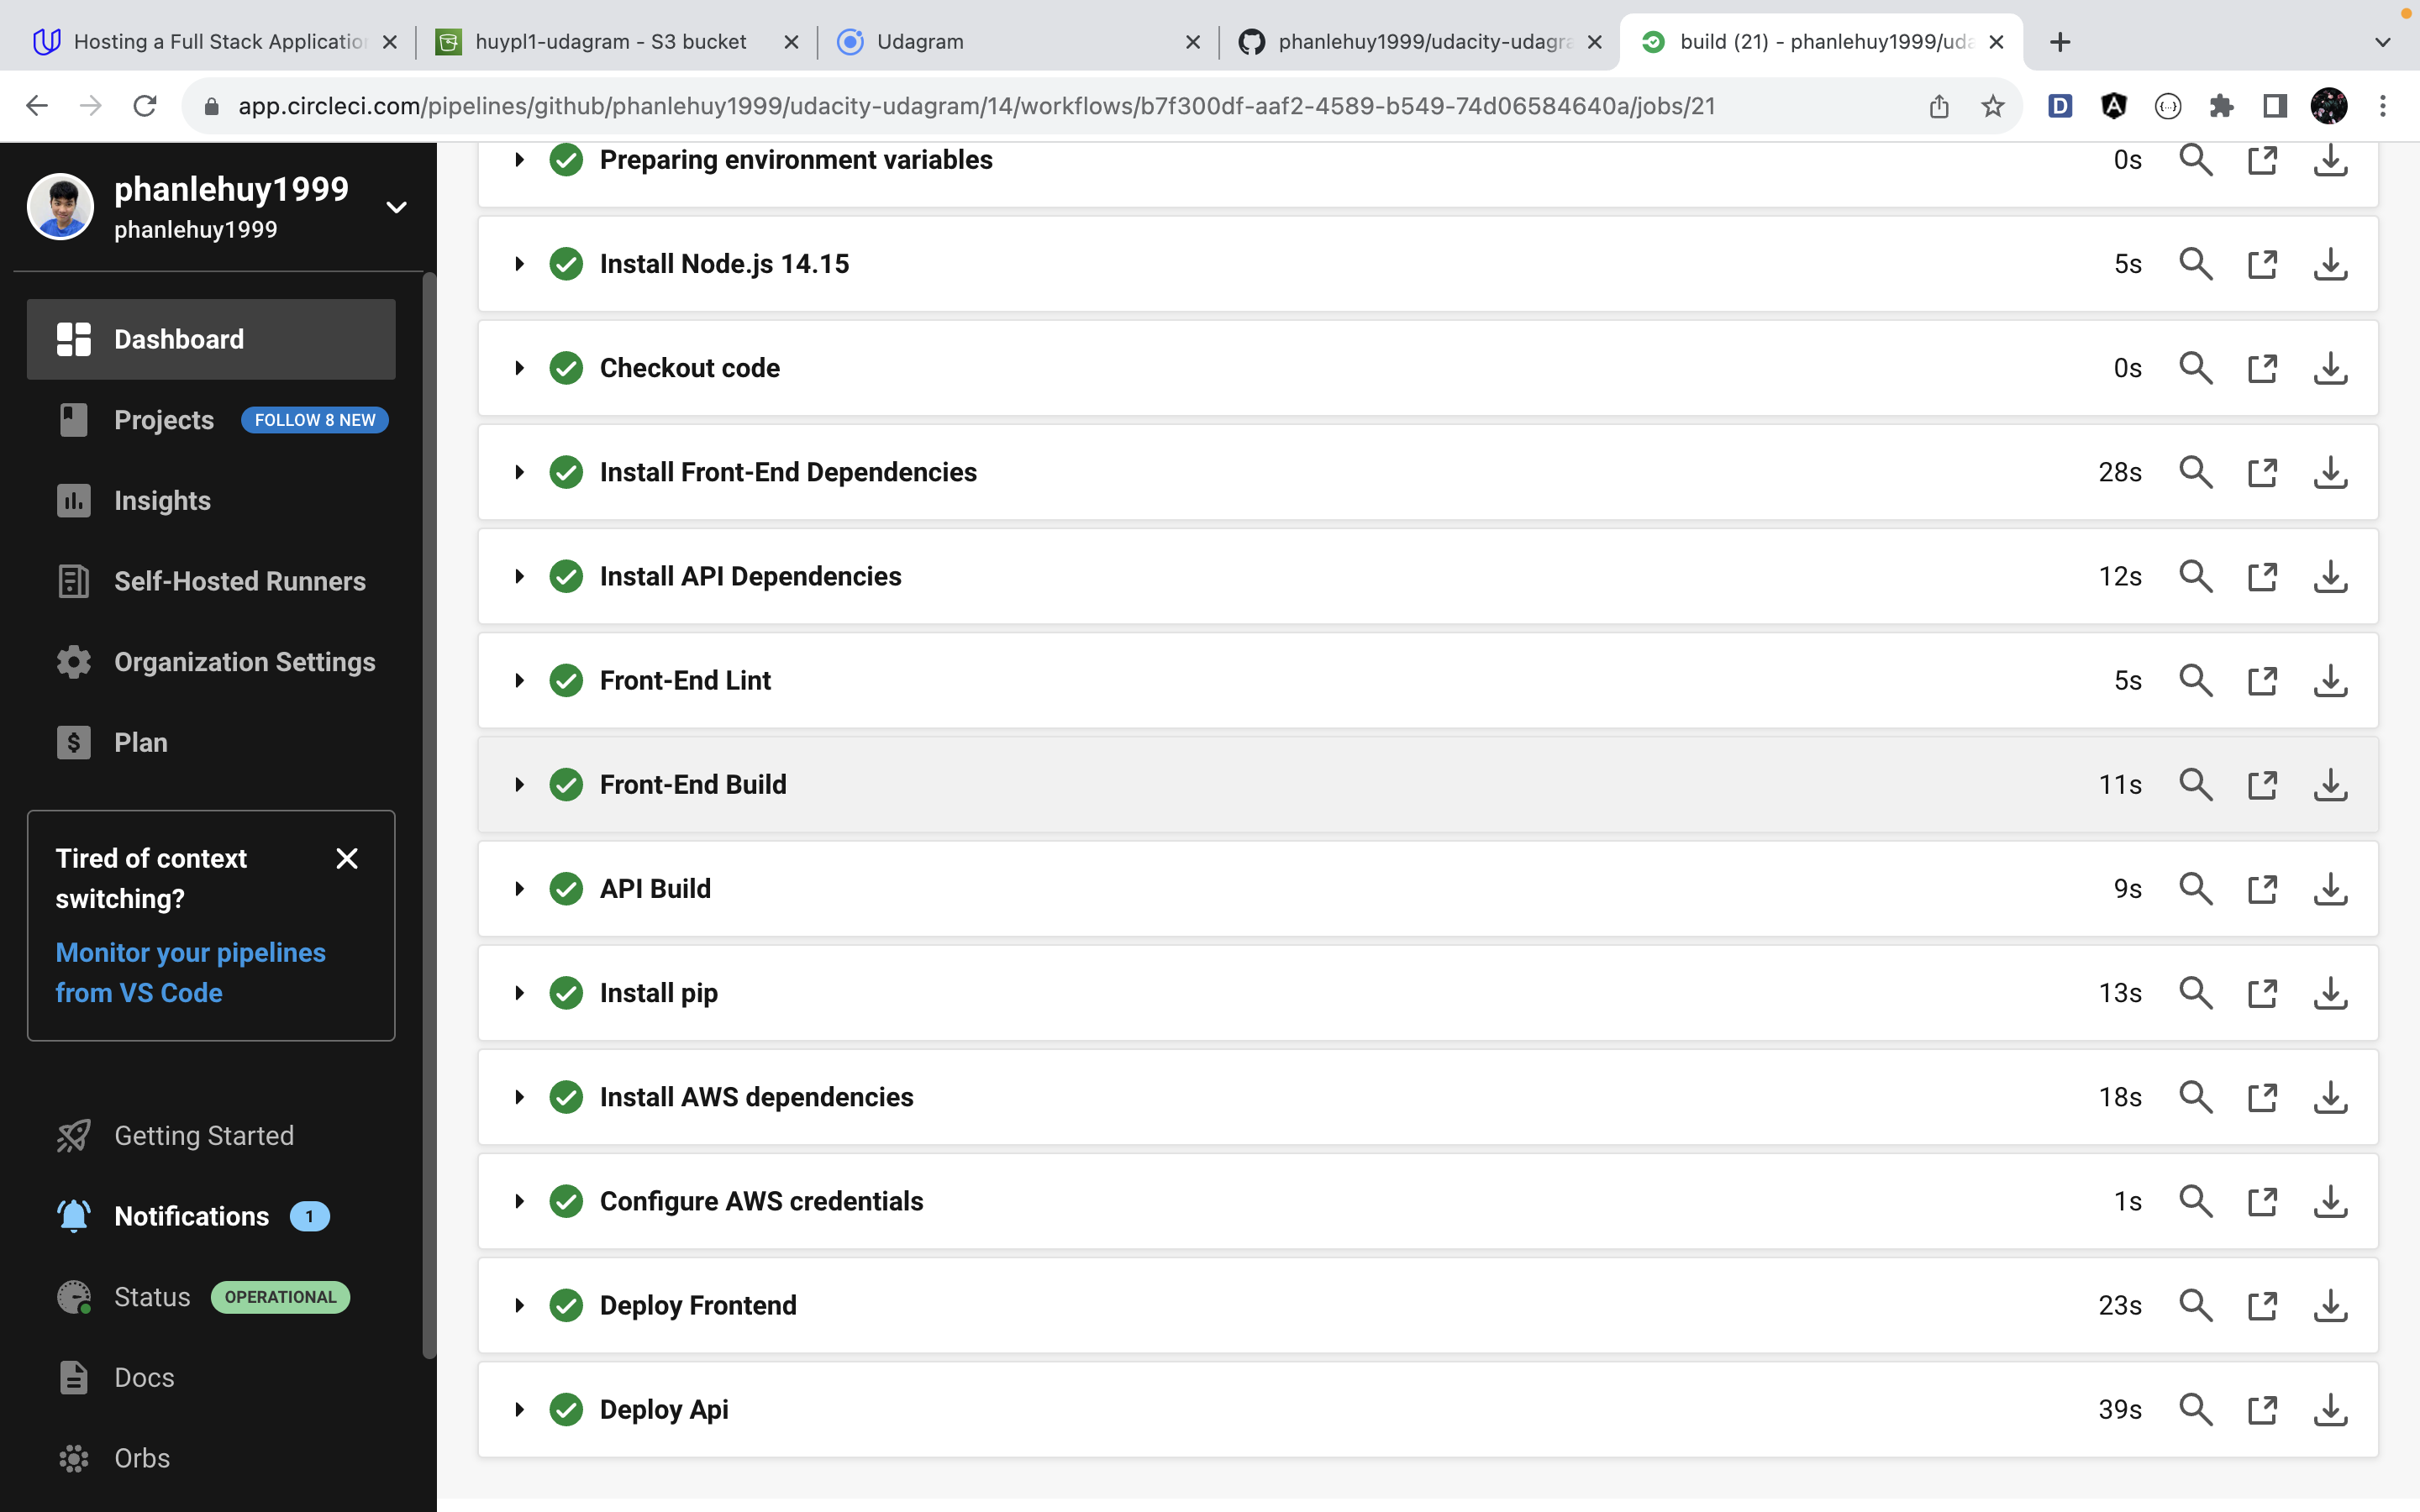 Hosting a Full Stack Applicatio
huypl1-udagram - S3 bucket
Udagram
phanlehuy1999/udacity-udagra
build (21) - phanlehuy1999/uda
app.circleci.com/pipelines/github/phanlehuy1999/udacity-udagram/14/workflows/b7f300df-aaf2-4589-b549-74d06584640a/jobs/21
phanlehuy1999
phanlehuy1999
Dashboard
Projects FOLLOW 8 NEW
Insights
Self-Hosted Runners
Organization Settings
Plan
Tired of context
switching?
Monitor your pipelines
from VS Code
Getting Started
Notifications 1
Status OPERATIONAL
Docs
Orbs
Preparing environment variables 0s
Install Node.js 14.15 5s
Checkout code 0s
Install Front-End Dependencies 28s
Install API Dependencies 12s
Front-End Lint 5s
Front-End Build 11s
API Build 9s
Install pip 13s
Install AWS dependencies 18s
Configure AWS credentials 1s
Deploy Frontend 23s
Deploy Api 39s